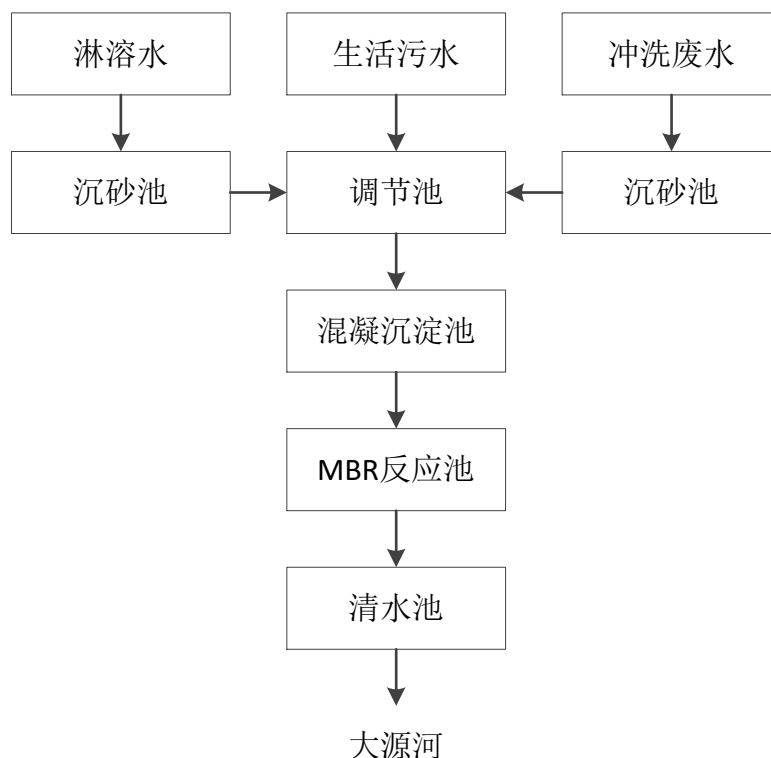 淋溶水
生活污水
冲洗废水
沉砂池
调节池
沉砂池
混凝沉淀池
MBR反应池
清水池
大源河